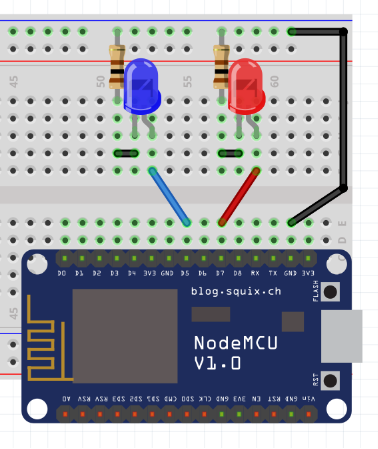 45 50 55 60
E
D
D0 D1 D2 D3 D4 3V3 GND D5 D6 D7 D8 RX TX GND 3V3
blog.squix.ch
FLASH
45
NodeMCU
V1.0
RST
A0 RSV RSV SD3 SD2 SD1 CMD SD0 CLK GND 3V3 EN RST GND Vin